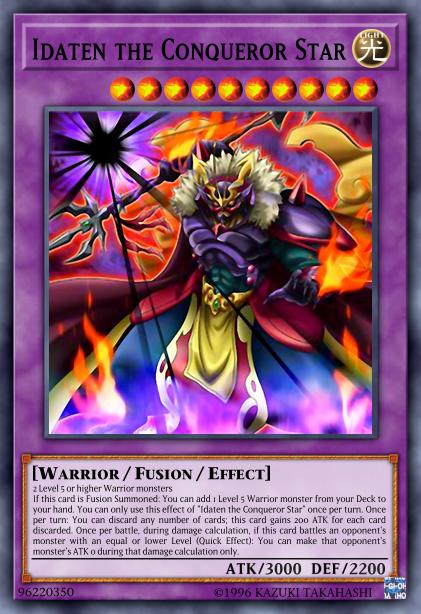 IDATEN THE CONQUEROR STAR
LIGHT
光
[WARRIOR / FUSION / EFFECT]
2 Level 5 or higher Warrior monsters
If this card is Fusion Summoned: You can add 1 Level 5 Warrior monster from your Deck to
your hand. You can only use this effect of "Idaten the Conqueror Star" once per turn. Once
per turn: You can discard any number of cards; this card gains 200 ATK for each card
discarded. Once per battle, during damage calculation, if this card battles an opponent's
monster with an equal or lower Level (Quick Effect): You can make that opponent's
monster's ATK 0 during that damage calculation only.
ATK/3000 DEF/2200
96220350
©1996 KAZUKI TAKAHASHI